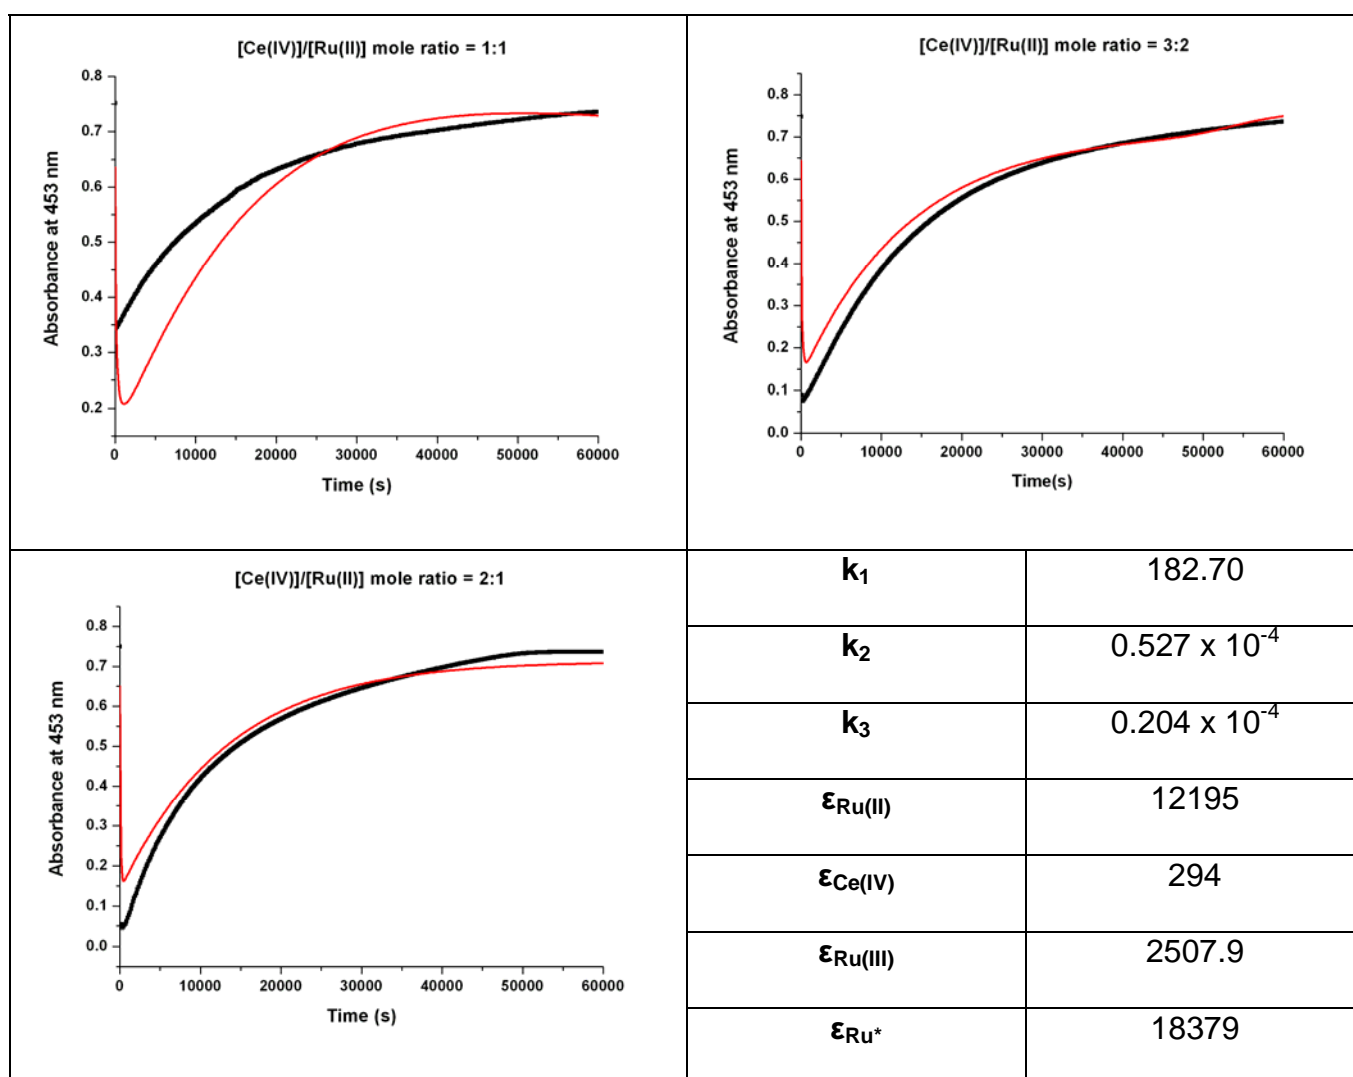 [Ce(IV)]/[Ru(II)] mole ratio = 1:1
0.8
0.7
0.6
0.5
0.4
0.3
0.2
Absorbance at 453 nm
0 10000 20000 30000 40000 50000 60000
Time (s)
[Ce(IV)]/[Ru(II)] mole ratio = 3:2
0.8
0.7
0.6
0.5
0.4
0.3
0.2
0.1
0.0
Absorbance at 453 nm
0 10000 20000 30000 40000 50000 60000
Time(s)
[Ce(IV)]/[Ru(II)] mole ratio = 2:1
0.8
0.7
0.6
0.5
0.4
0.3
0.2
0.1
0.0
Absorbance at 453 nm
0 10000 20000 30000 40000 50000 60000
Time (s)
k1 182.70
k2 0.527 x 10-4
k3 0.204 x 10-4
εRu(II) 12195
εCe(IV) 294
εRu(III) 2507.9
εRu* 18379